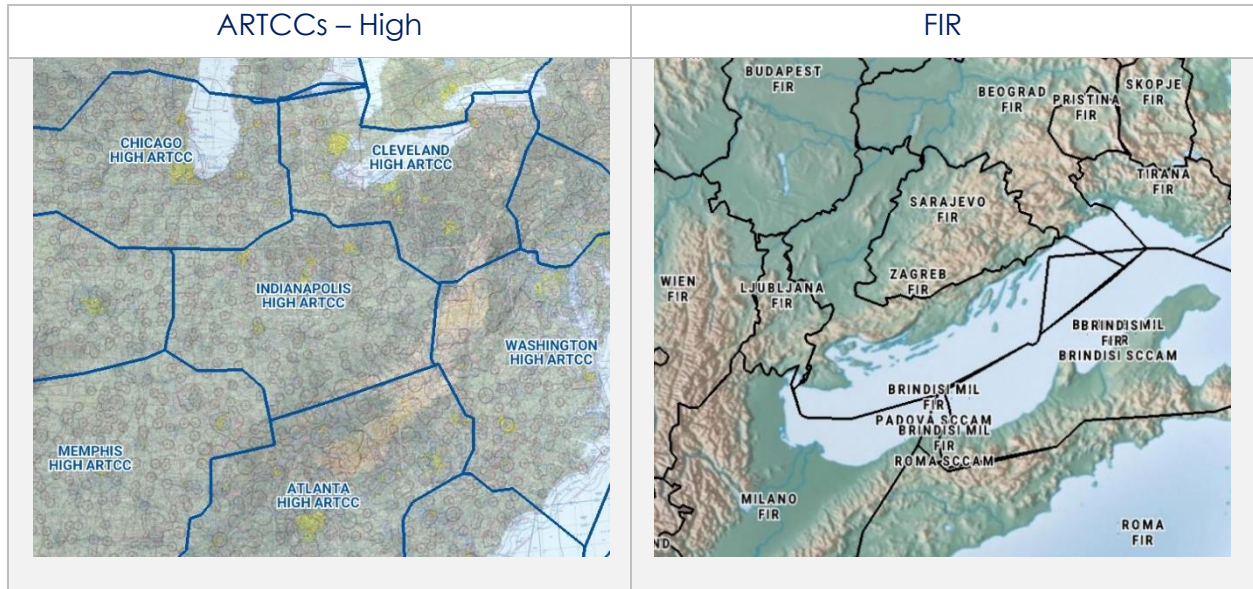 ARTCCs – High
FIR
CHICAGO
HIGH ARTCC
CLEVELAND
HIGH ARTCC
INDIANAPOLIS
HIGH ARTCC
WASHINGTON
HIGH ARTCC
MEMPHIS
HIGH ARTCC
ATLANTA
HIGH ARTCC
BUDAPEST
FIR
BEOGRAD
FIR
PRISTINA
FIR
SKOPJE
FIR
TIRANA
FIR
SARAJEVO
FIR
WIEN
FIR
LJUBLJANA
FIR
ZAGREB
FIR
BRINDISI SCCAM
BRINDISI MIL
FIR
PADOVA SCCAM
BRINDISI MIL
FIR
ROMA SCCAM
MILANO
FIR
ROMA
FIR
ND